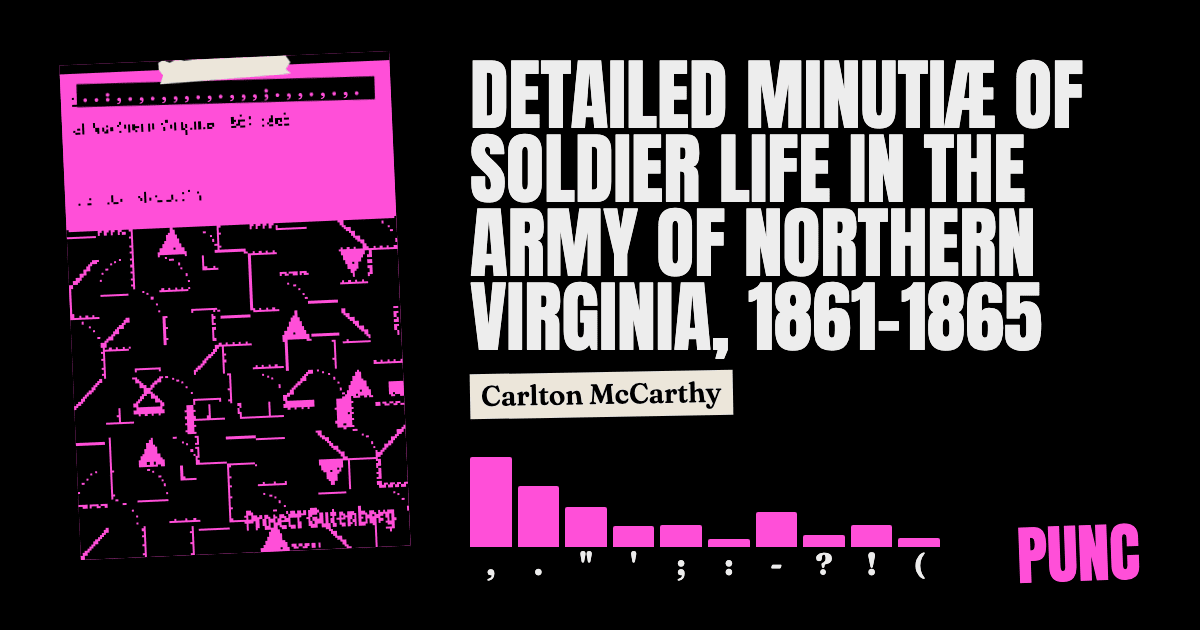 DETAILED MINUTIÆ OF
SOLDIER LIFE IN THE
ARMY OF NORTHERN
VIRGINIA, 1861-1865
Carlton McCarthy
, . " ' ; : - ? ! (
PUNC
Project Gutenberg